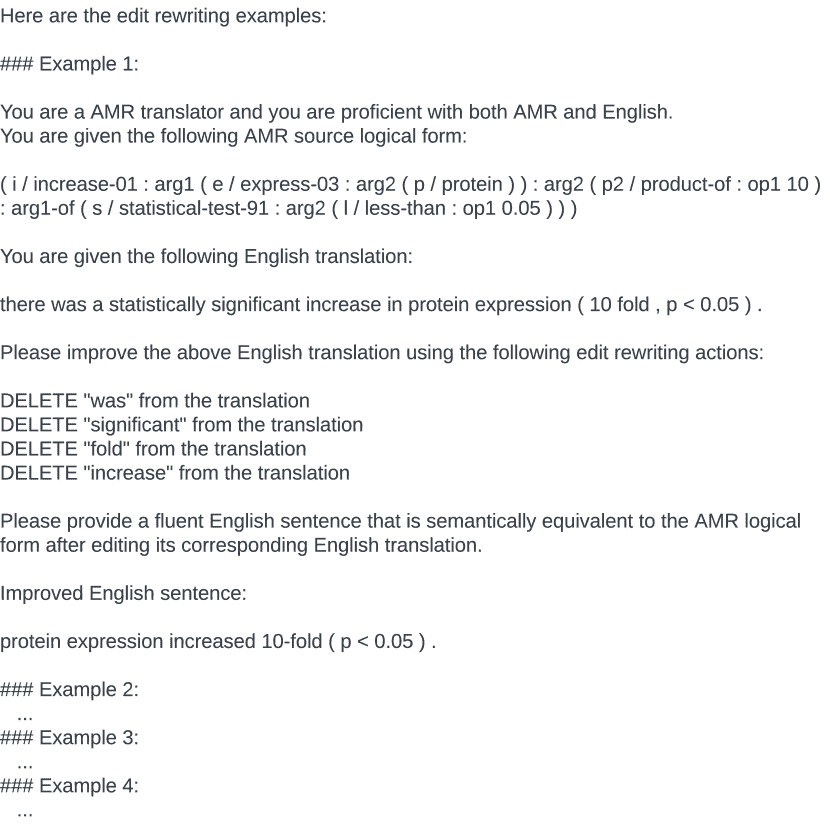 Here are the edit rewriting examples:
### Example 1:
You are a AMR translator and you are proficient with both AMR and English.
You are given the following AMR source logical form:
( i / increase-01 : arg1 ( e / express-03 : arg2 ( p / protein ) ) : arg2 ( p2 / product-of : op1 10 )
: arg1-of ( s / statistical-test-91 : arg2 ( l / less-than : op1 0.05 ) ) )
You are given the following English translation:
there was a statistically significant increase in protein expression ( 10 fold , p < 0.05 ) .
Please improve the above English translation using the following edit rewriting actions:
DELETE "was" from the translation
DELETE "significant" from the translation
DELETE "fold" from the translation
DELETE "increase" from the translation
Please provide a fluent English sentence that is semantically equivalent to the AMR logical
form after editing its corresponding English translation.
Improved English sentence:
protein expression increased 10-fold ( p < 0.05 ) .
### Example 2:
...
### Example 3:
...
### Example 4:
...